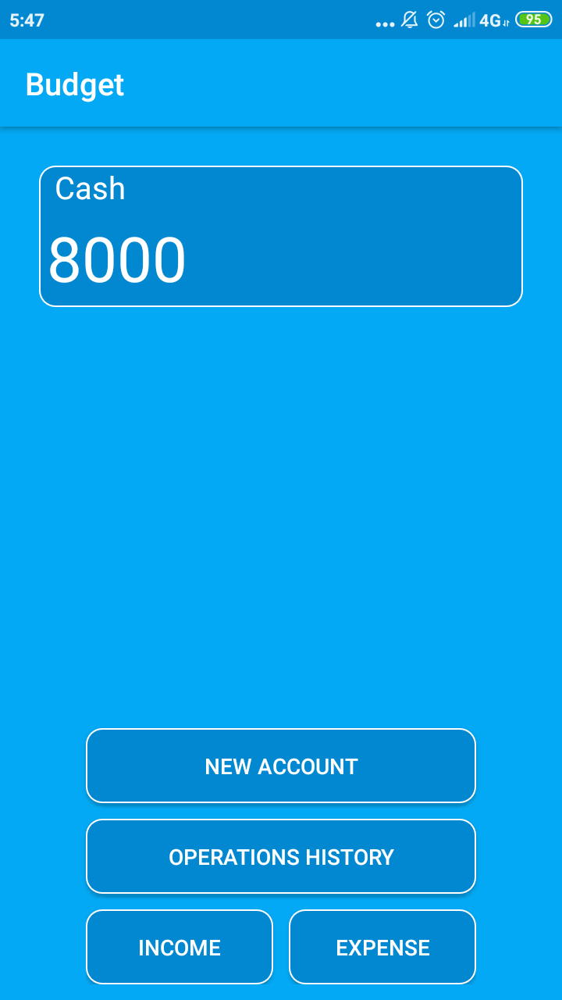 5:47 ... 4G 95
Budget
Cash
8000
NEW ACCOUNT
OPERATIONS HISTORY
INCOME EXPENSE